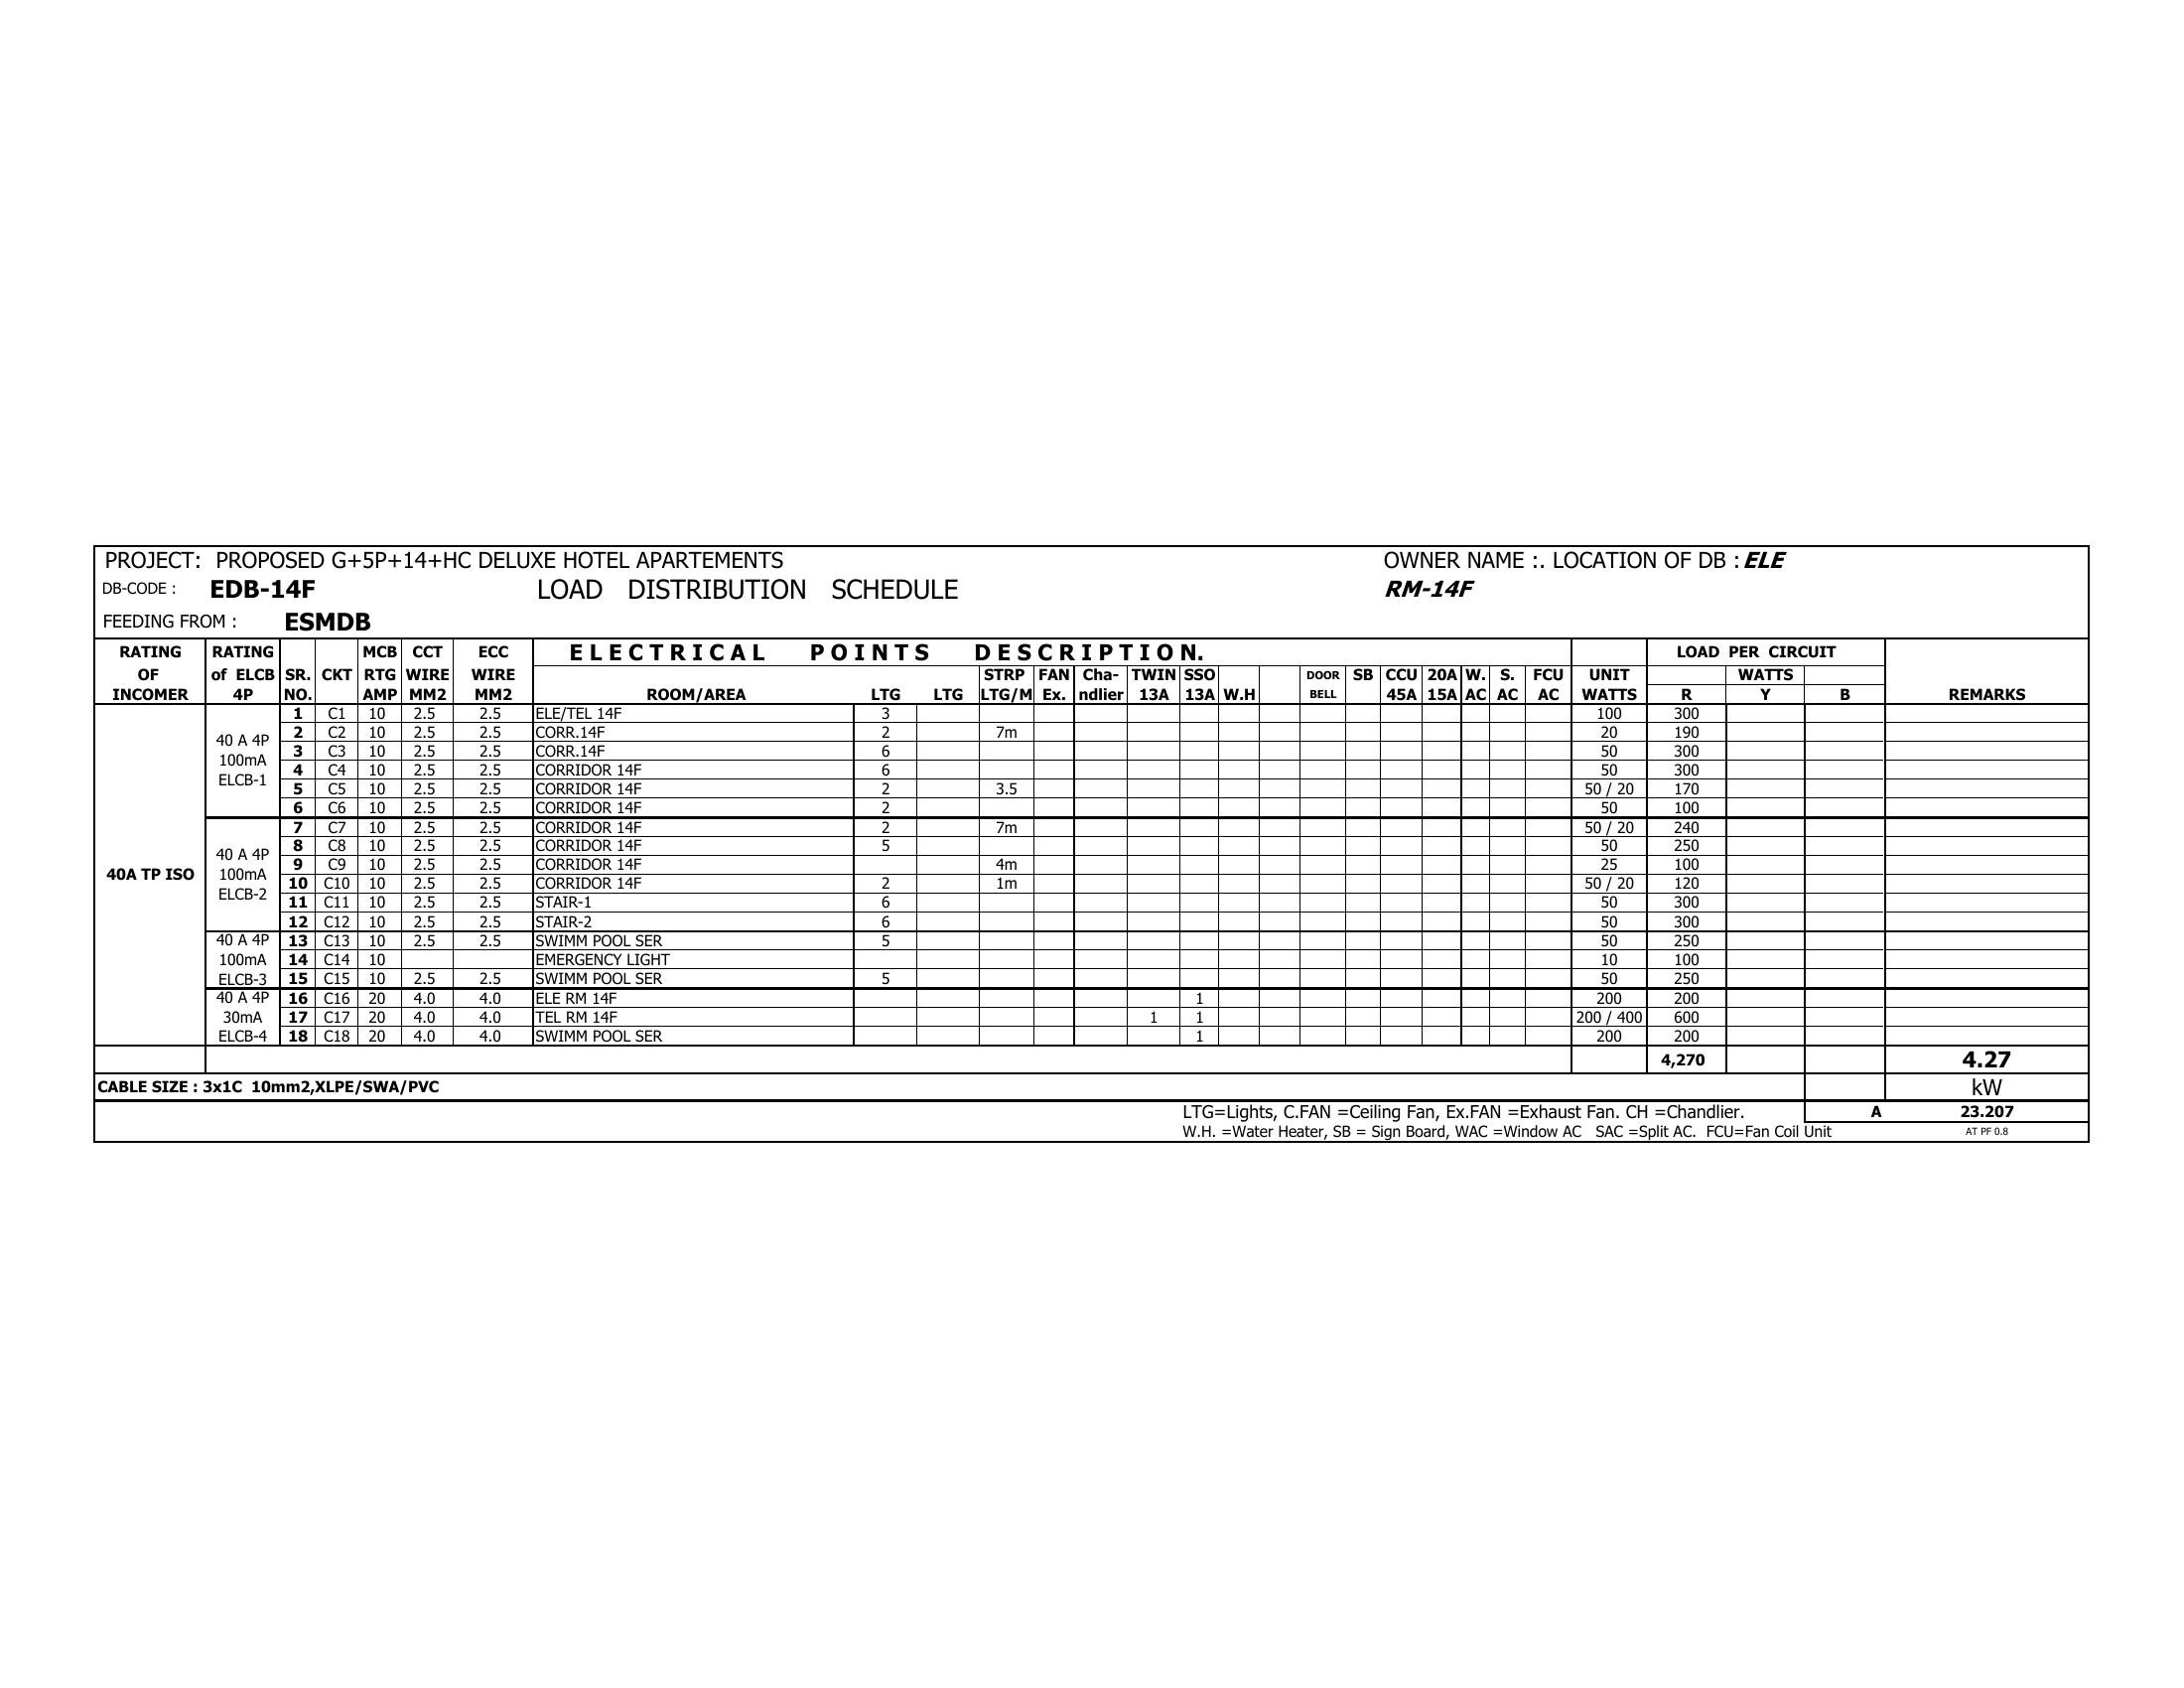 PROJECT: PROPOSED G+5P+14+HC DELUXE HOTEL APARTEMENTS OWNER NAME :. LOCATION OF DB : ELE
DB-CODE : EDB-14F LOAD DISTRIBUTION SCHEDULE RM-14F
FEEDING FROM : ESMDB
RATING RATING MCB CCT ECC ELECTRICAL POINTS DESCRIPTION. LOAD PER CIRCUIT
OF of ELCB SR. CKT RTG WIRE WIRE STRP FAN Cha- TWIN SSO DOOR SB CCU 20A W. S. FCU UNIT WATTS
INCOMER 4P NO. AMP MM2 MM2 ROOM/AREA LTG LTG LTG/M Ex. ndlier 13A 13A W.H BELL 45A 15A AC AC AC WATTS R Y B REMARKS
1 C1 10 2.5 2.5 ELE/TEL 14F 3 100 300
2 C2 10 2.5 2.5 CORR.14F 2 7m 20 190
40 A 4P
3 C3 10 2.5 2.5 CORR.14F 6 50 300
100mA
4 C4 10 2.5 2.5 CORRIDOR 14F 6 50 300
ELCB-1
5 C5 10 2.5 2.5 CORRIDOR 14F 2 3.5 50 / 20 170
6 C6 10 2.5 2.5 CORRIDOR 14F 2 50 100
7 C7 10 2.5 2.5 CORRIDOR 14F 2 7m 50 / 20 240
8 C8 10 2.5 2.5 CORRIDOR 14F 5 50 250
40 A 4P
9 C9 10 2.5 2.5 CORRIDOR 14F 4m 25 100
40A TP ISO 100mA
10 C10 10 2.5 2.5 CORRIDOR 14F 2 1m 50 / 20 120
ELCB-2
11 C11 10 2.5 2.5 STAIR-1 6 50 300
12 C12 10 2.5 2.5 STAIR-2 6 50 300
40 A 4P 13 C13 10 2.5 2.5 SWIMM POOL SER 5 50 250
100mA 14 C14 10 EMERGENCY LIGHT 10 100
ELCB-3 15 C15 10 2.5 2.5 SWIMM POOL SER 5 50 250
40 A 4P 16 C16 20 4.0 4.0 ELE RM 14F 1 200 200
30mA 17 C17 20 4.0 4.0 TEL RM 14F 1 1 200 / 400 600
ELCB-4 18 C18 20 4.0 4.0 SWIMM POOL SER 1 200 200
4,270 4.27
CABLE SIZE : 3x1C 10mm2,XLPE/SWA/PVC kW
LTG=Lights, C.FAN =Ceiling Fan, Ex.FAN =Exhaust Fan. CH =Chandlier. A 23.207
W.H. =Water Heater, SB = Sign Board, WAC =Window AC SAC =Split AC. FCU=Fan Coil Unit AT PF 0.8